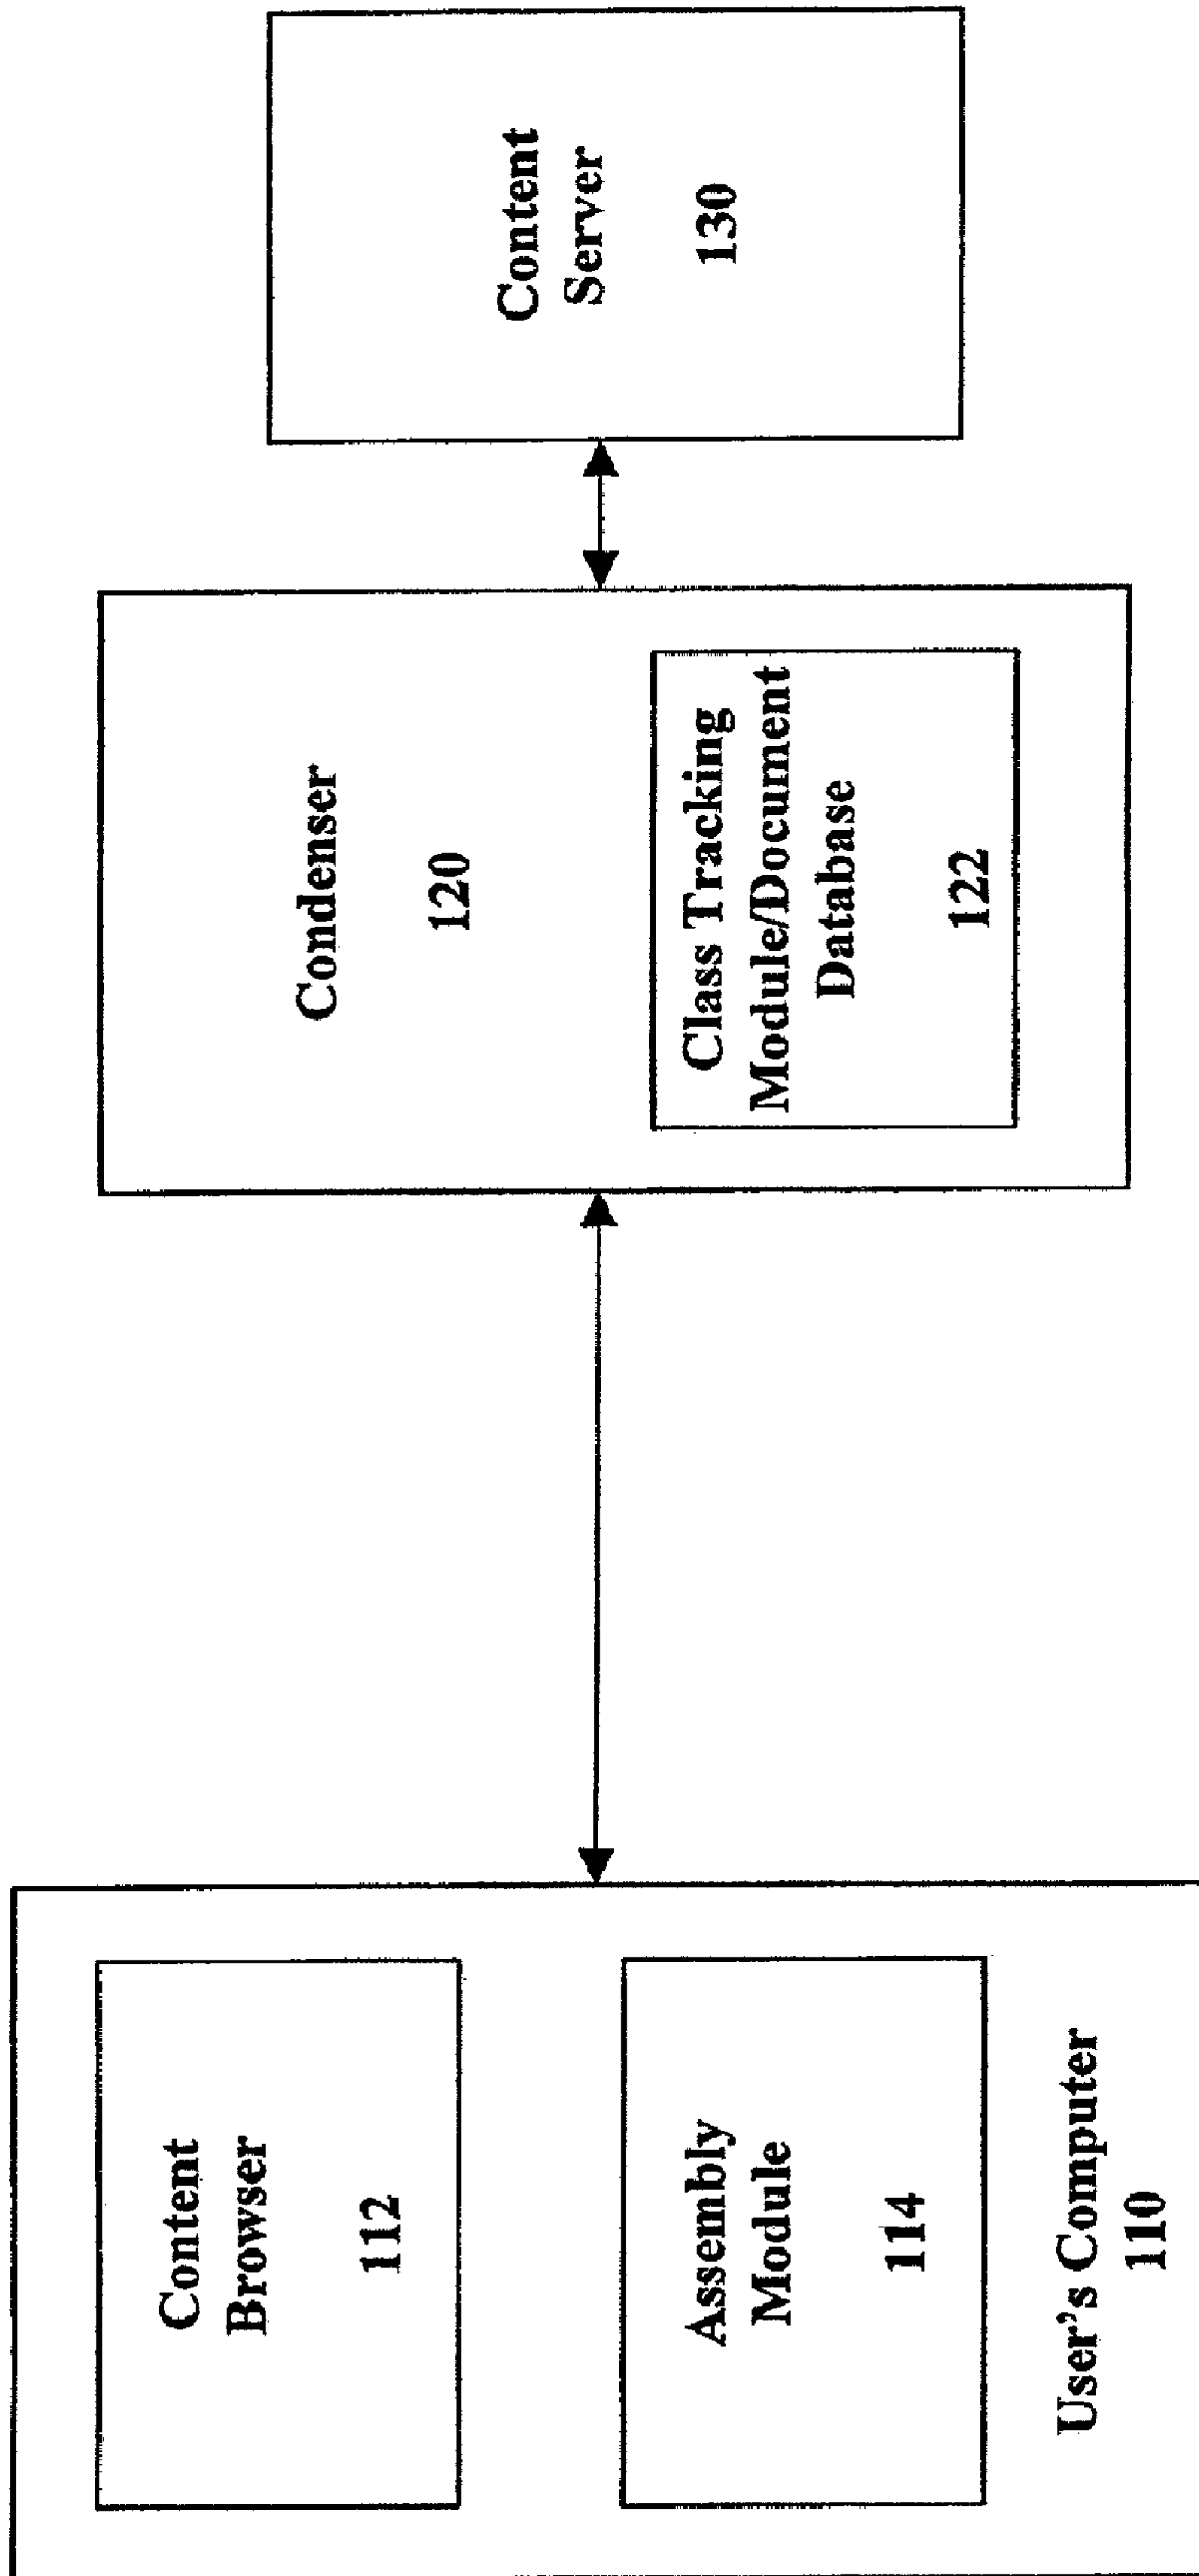 Content
Browser
112
Assembly
Module
114
User's Computer
110
Condenser
120
Class Tracking
Module/Document
Database
122
Content
Server
130